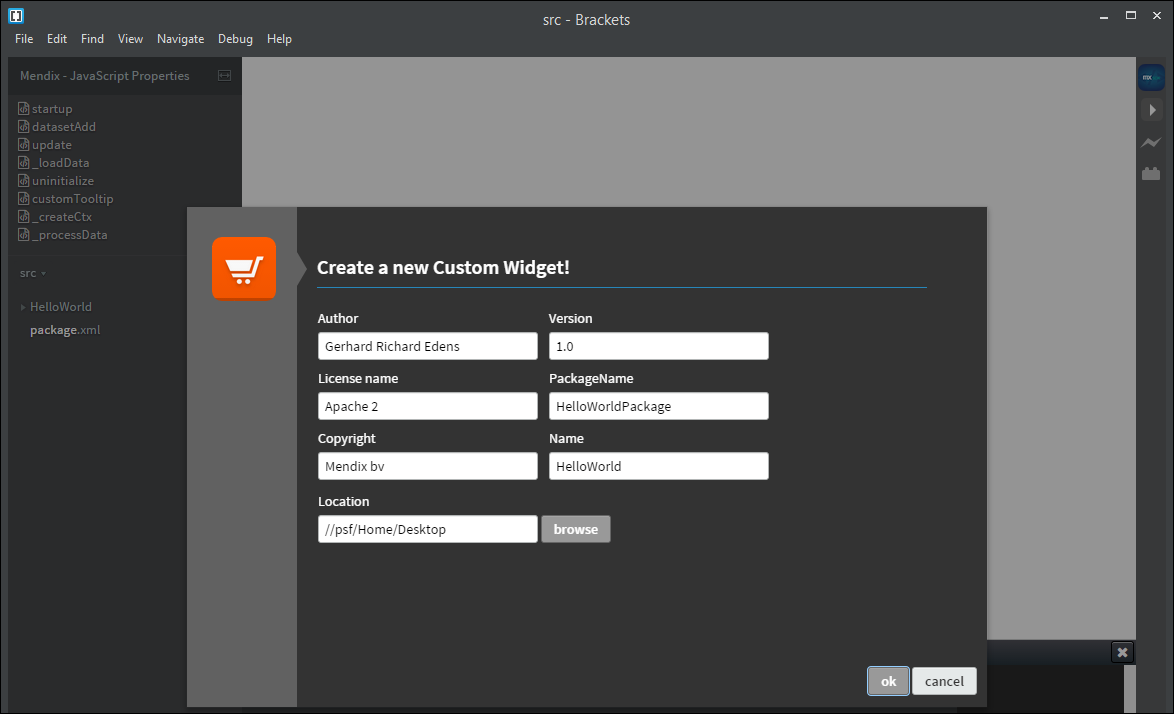 src - Brackets
File Edit Find View Navigate Debug Help
Mendix - JavaScript Properties
startup
datasetAdd
update
_loadData
uninitialize
customTooltip
_createCtx
_processData
src
HelloWorld
package.xml
mx
Create a new Custom Widget!
Author Version
Gerhard Richard Edens 1.0
License name PackageName
Apache 2 HelloWorldPackage
Copyright Name
Mendix bv HelloWorld
Location
//psf/Home/Desktop browse
ok cancel